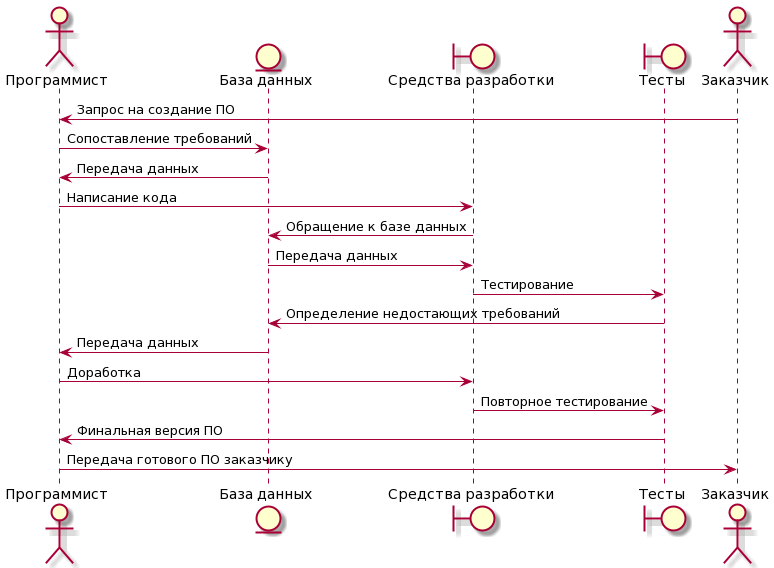 Программист
База данных
Средства разработки
Тесты
Заказчик
Запрос на создание ПО
Сопоставление требований
Передача данных
Написание кода
Обращение к базе данных
Передача данных
Тестирование
Определение недостающих требований
Передача данных
Доработка
Повторное тестирование
Финальная версия ПО
Передача готового ПО заказчику
Программист
База данных
Средства разработки
Тесты
Заказчик